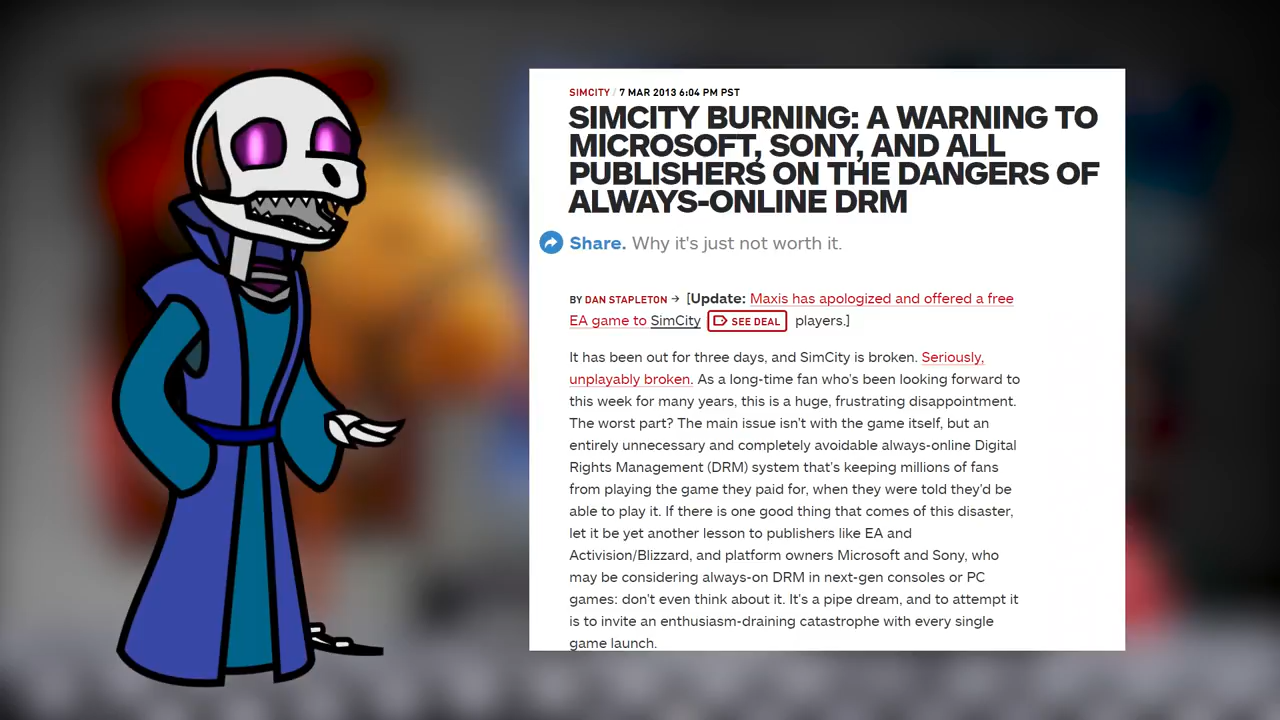 SIMCITY / 7 MAR 2013 6:04 PM PST
SIMCITY BURNING: A WARNING TO
MICROSOFT, SONY, AND ALL
PUBLISHERS ON THE DANGERS OF
ALWAYS-ONLINE DRM
Share. Why it's just not worth it.
BY DAN STAPLETON → [Update: Maxis has apologized and offered a free
EA game to SimCity SEE DEAL players.]
It has been out for three days, and SimCity is broken. Seriously,
unplayably broken. As a long-time fan who's been looking forward to
this week for many years, this is a huge, frustrating disappointment.
The worst part? The main issue isn't with the game itself, but an
entirely unnecessary and completely avoidable always-online Digital
Rights Management (DRM) system that's keeping millions of fans
from playing the game they paid for, when they were told they'd be
able to play it. If there is one good thing that comes of this disaster,
let it be yet another lesson to publishers like EA and
Activision/Blizzard, and platform owners Microsoft and Sony, who
may be considering always-on DRM in next-gen consoles or PC
games: don't even think about it. It's a pipe dream, and to attempt it
is to invite an enthusiasm-draining catastrophe with every single
game launch.